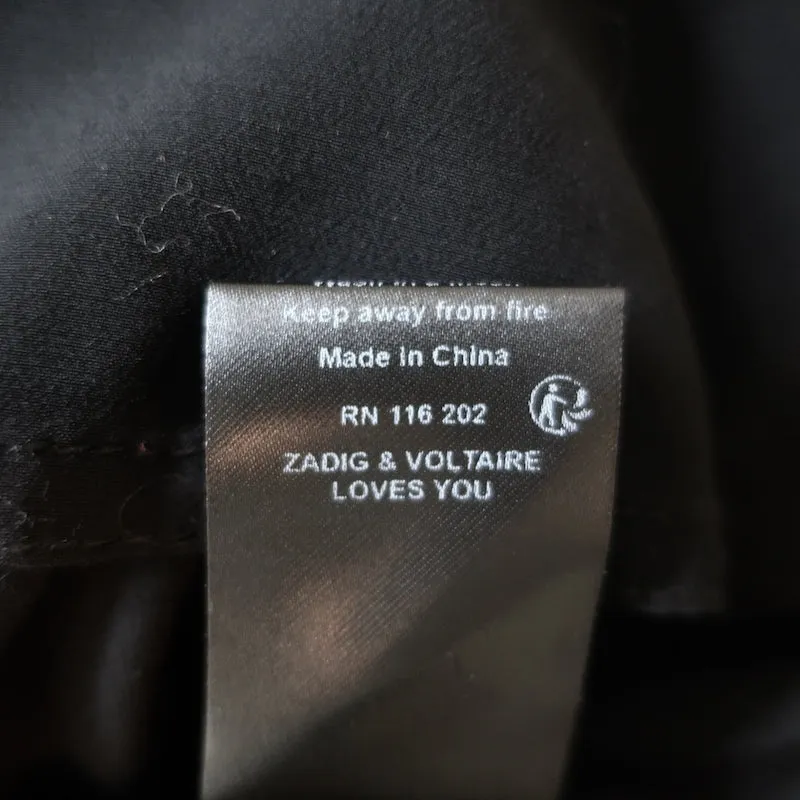 Keep away from fire
Made in China
RN 116 202
ZADIG & VOLTAIRE
LOVES YOU